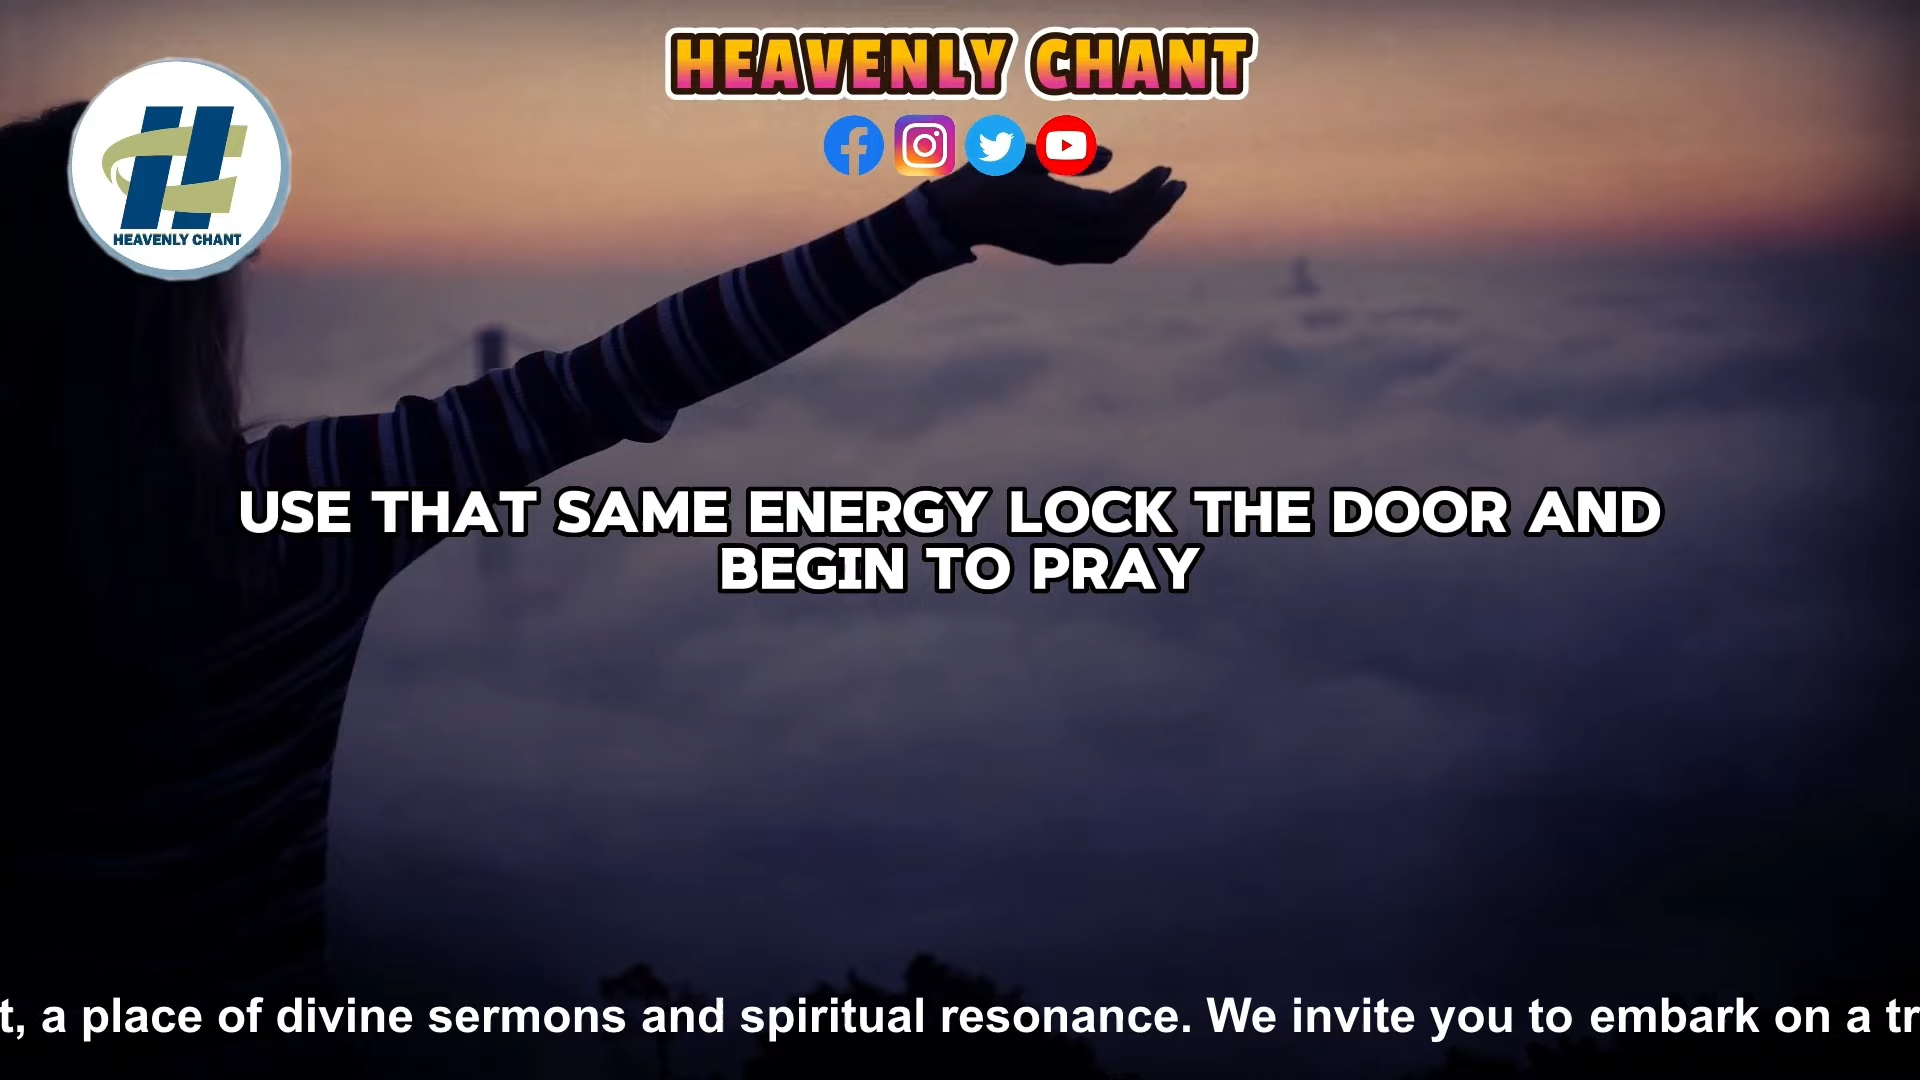 HEAVENLY CHANT
HEAVENLY CHANT
USE THAT SAME ENERGY LOCK THE DOOR AND
BEGIN TO PRAY
t, a place of divine sermons and spiritual resonance. We invite you to embark on a tr